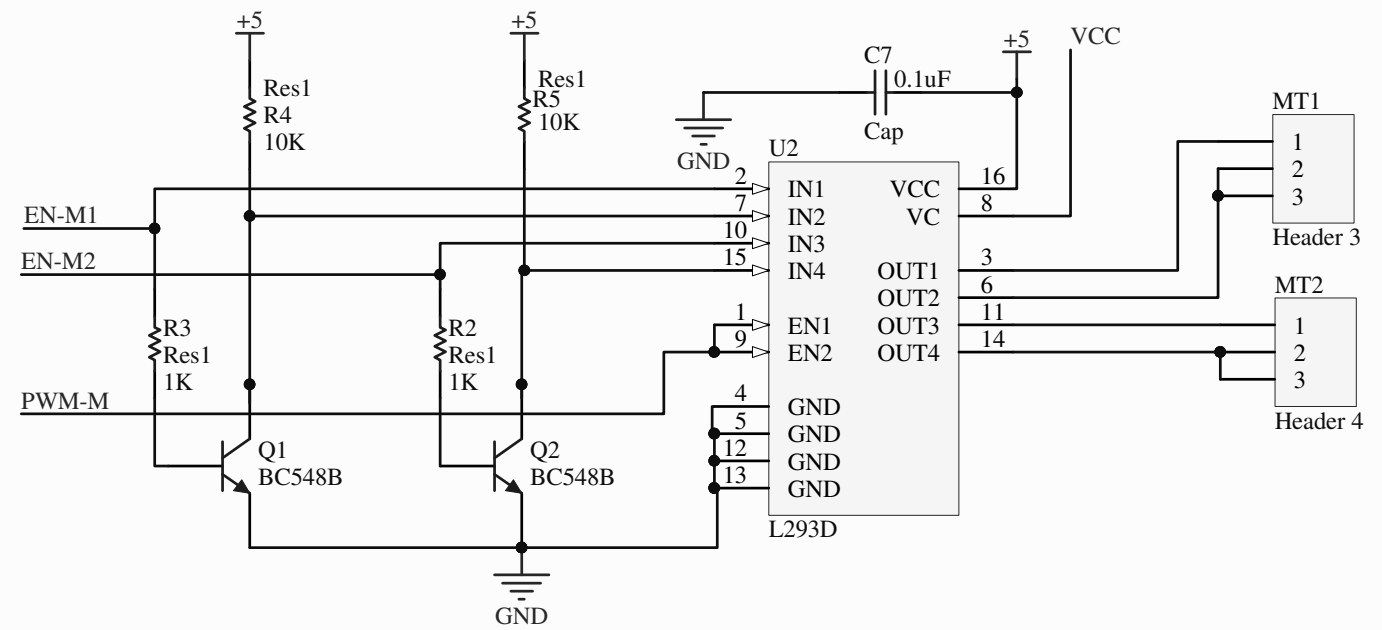 +5
+5
Res1
R4
10K
Res1
R5
10K
C7
0.1uF
Cap
GND
+5
VCC
EN-M1
EN-M2
PWM-M
R3
Res1
1K
R2
Res1
1K
Q1
BC548B
Q2
BC548B
GND
U2
2 IN1
7 IN2
10 IN3
15 IN4
1 EN1
9 EN2
4 GND
5 GND
12 GND
13 GND
VCC 16
VC 8
OUT1 3
OUT2 6
OUT3 11
OUT4 14
L293D
MT1
1
2
3
Header 3
MT2
1
2
3
Header 4